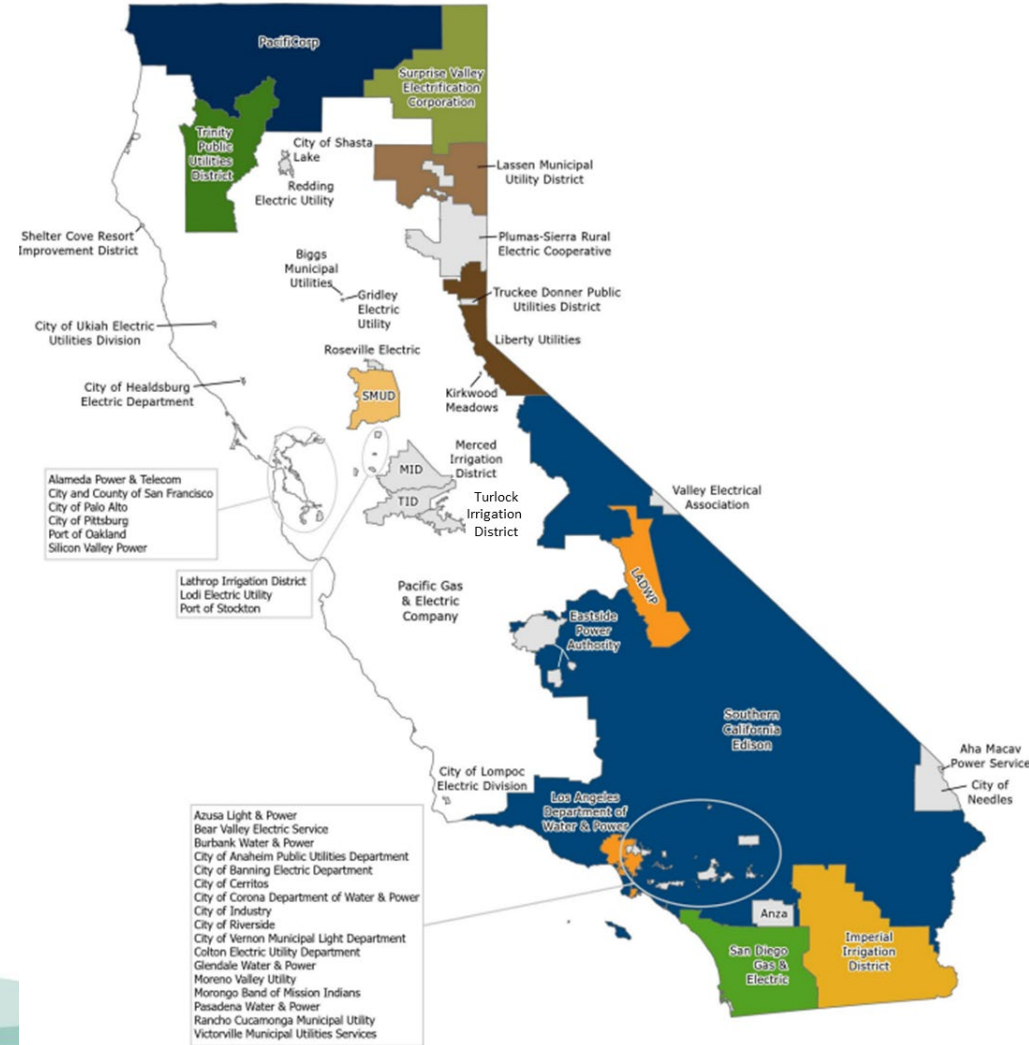 PacifiCorp
Surprise Valley
Electrification
Corporation
Trinity
Public
Utilities
District
City of Shasta
Lake
Redding
Electric Utility
Lassen Municipal
Utility District
Shelter Cove Resort
Improvement District
Plumas-Sierra Rural
Electric Cooperative
Biggs
Municipal
Utilities
Gridley
Electric
Utility
Truckee Donner Public
Utilities District
City of Ukiah Electric
Utilities Division
Liberty Utilities
Roseville Electric
SMUD
City of Healdsburg
Electric Department
Kirkwood
Meadows
Merced
Irrigation
District
MID
TID
Turlock
Irrigation
District
Alameda Power & Telecom
City and County of San Francisco
City of Palo Alto
City of Pittsburg
Port of Oakland
Silicon Valley Power
Valley Electrical
Association
Lathrop Irrigation District
Lodi Electric Utility
Port of Stockton
Pacific Gas
& Electric
Company
LADWP
Eastside
Power
Authority
Southern
California
Edison
Aha Macav
Power Service
City of
Needles
City of Lompoc
Electric Division
Los Angeles
Department of
Water & Power
Azusa Light & Power
Bear Valley Electric Service
Burbank Water & Power
City of Anaheim Public Utilities Department
City of Banning Electric Department
City of Cerritos
City of Corona Department of Water & Power
City of Industry
City of Riverside
City of Vernon Municipal Light Department
Colton Electric Utility Department
Glendale Water & Power
Moreno Valley Utility
Morongo Band of Mission Indians
Pasadena Water & Power
Rancho Cucamonga Municipal Utility
Victorville Municipal Utilities Services
Anza
San Diego
Gas &
Electric
Imperial
Irrigation
District